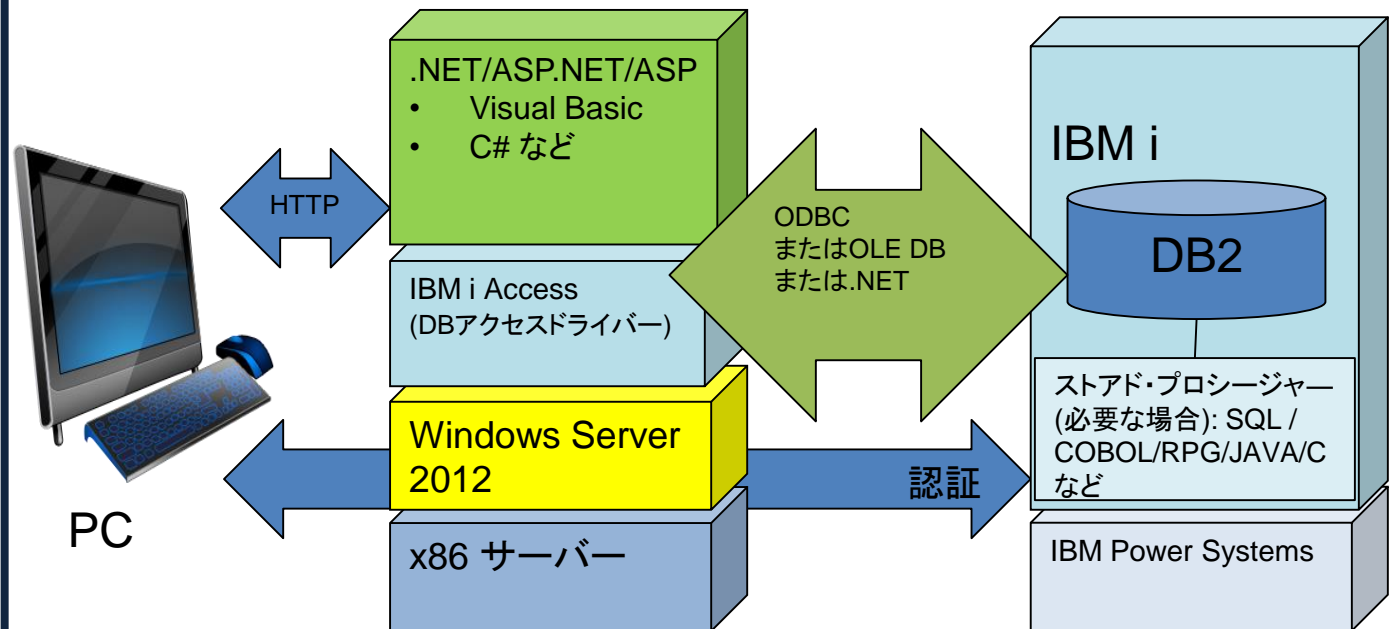 .NET/ASP.NET/ASP
• Visual Basic
• C# など
HTTP
IBM i Access
(DBアクセスドライバー)
Windows Server
2012
x86 サーバー
PC
ODBC
またはOLE DB
または.NET
認証
IBM i
DB2
ストアド・プロシージャ―
(必要な場合): SQL /
COBOL/RPG/JAVA/C
など
IBM Power Systems